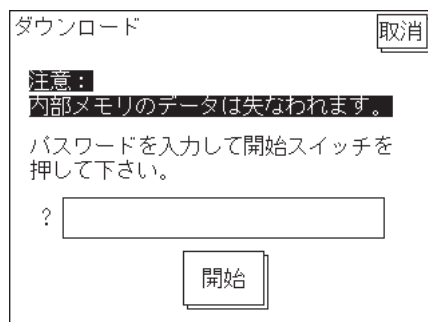 ダウンロード
取消
注意：
内部メモリのデータは失なわれます。
パスワードを入力して開始スイッチを
押して下さい。
?
開始